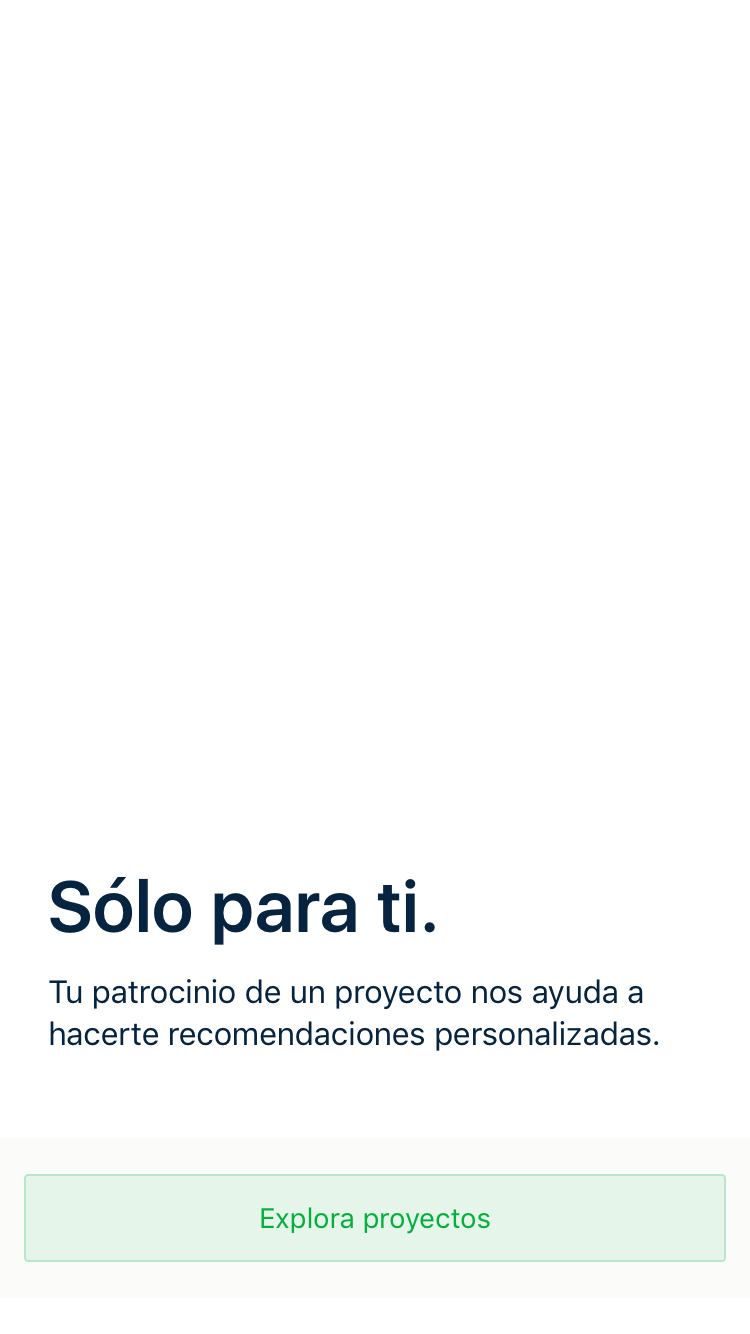 Sólo para ti.
Tu patrocinio de un proyecto nos ayuda a
hacerte recomendaciones personalizadas.
Explora proyectos